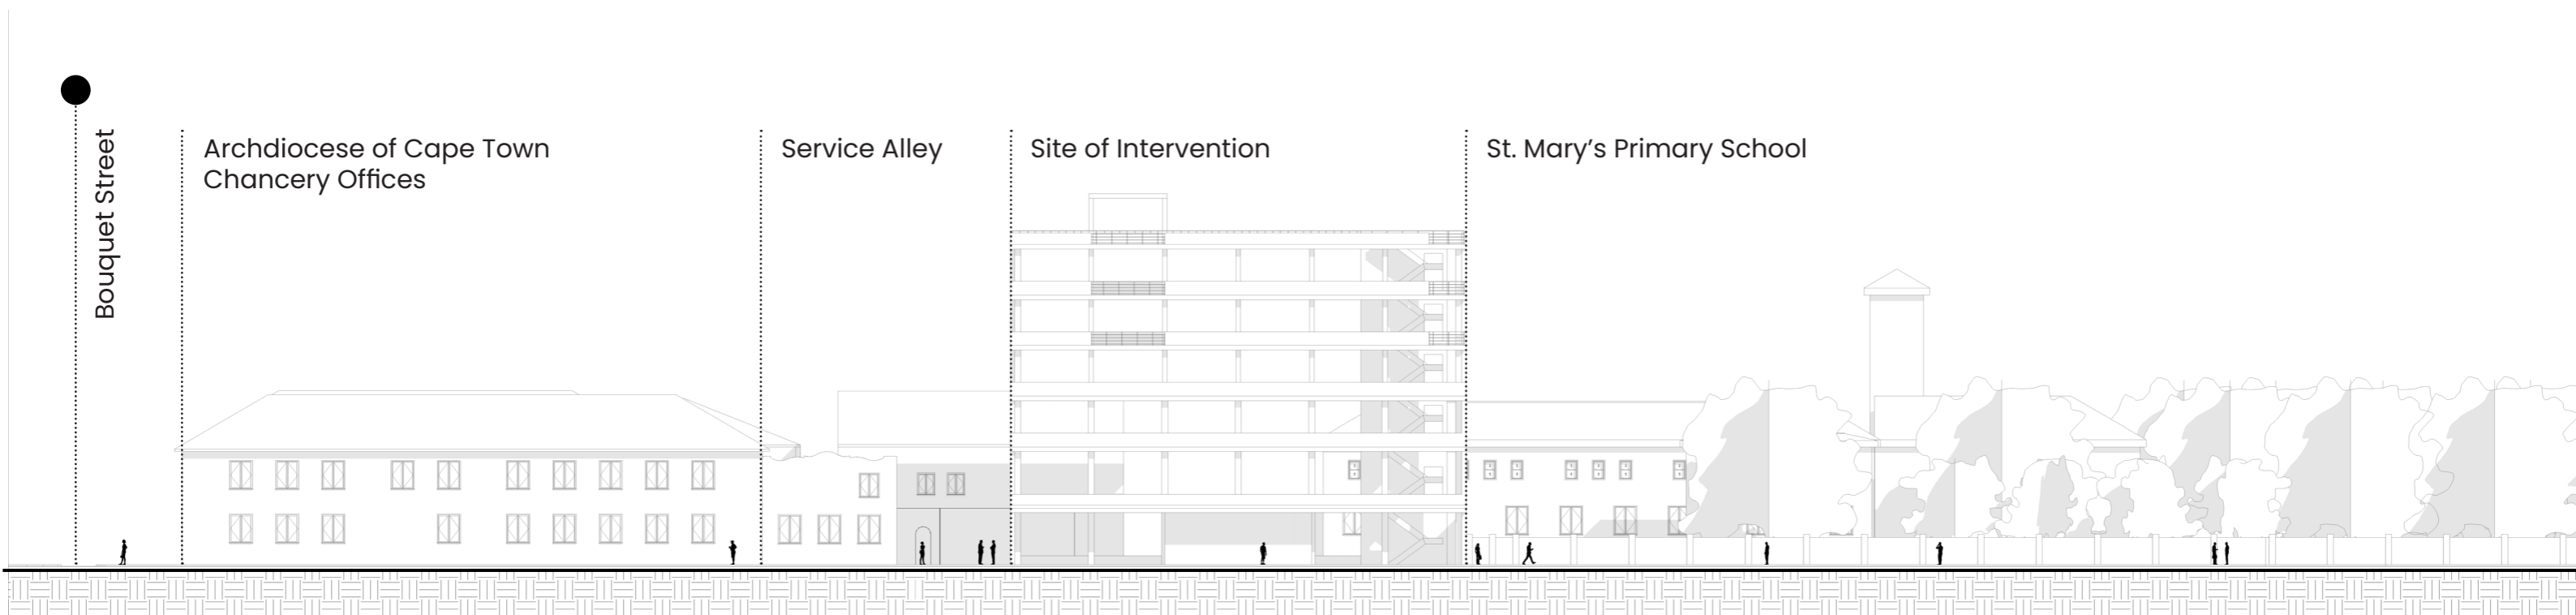 Bouquet Street
Archdiocese of Cape Town
Chancery Offices
Service Alley
Site of Intervention
St. Mary’s Primary School